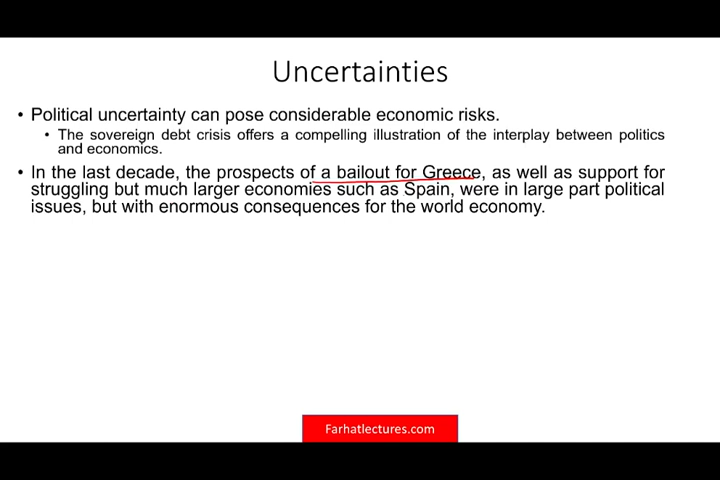 Uncertainties
• Political uncertainty can pose considerable economic risks.
• The sovereign debt crisis offers a compelling illustration of the interplay between politics
and economics.
• In the last decade, the prospects of a bailout for Greece, as well as support for
struggling but much larger economies such as Spain, were in large part political
issues, but with enormous consequences for the world economy.
Farhatlectures.com